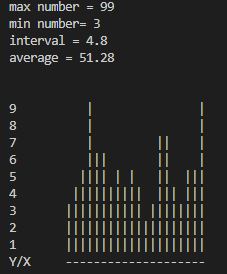 max number = 99
min number= 3
interval = 4.8
average = 51.28
9
8
7
6
5
4
3
2
1
Y/X --------------------